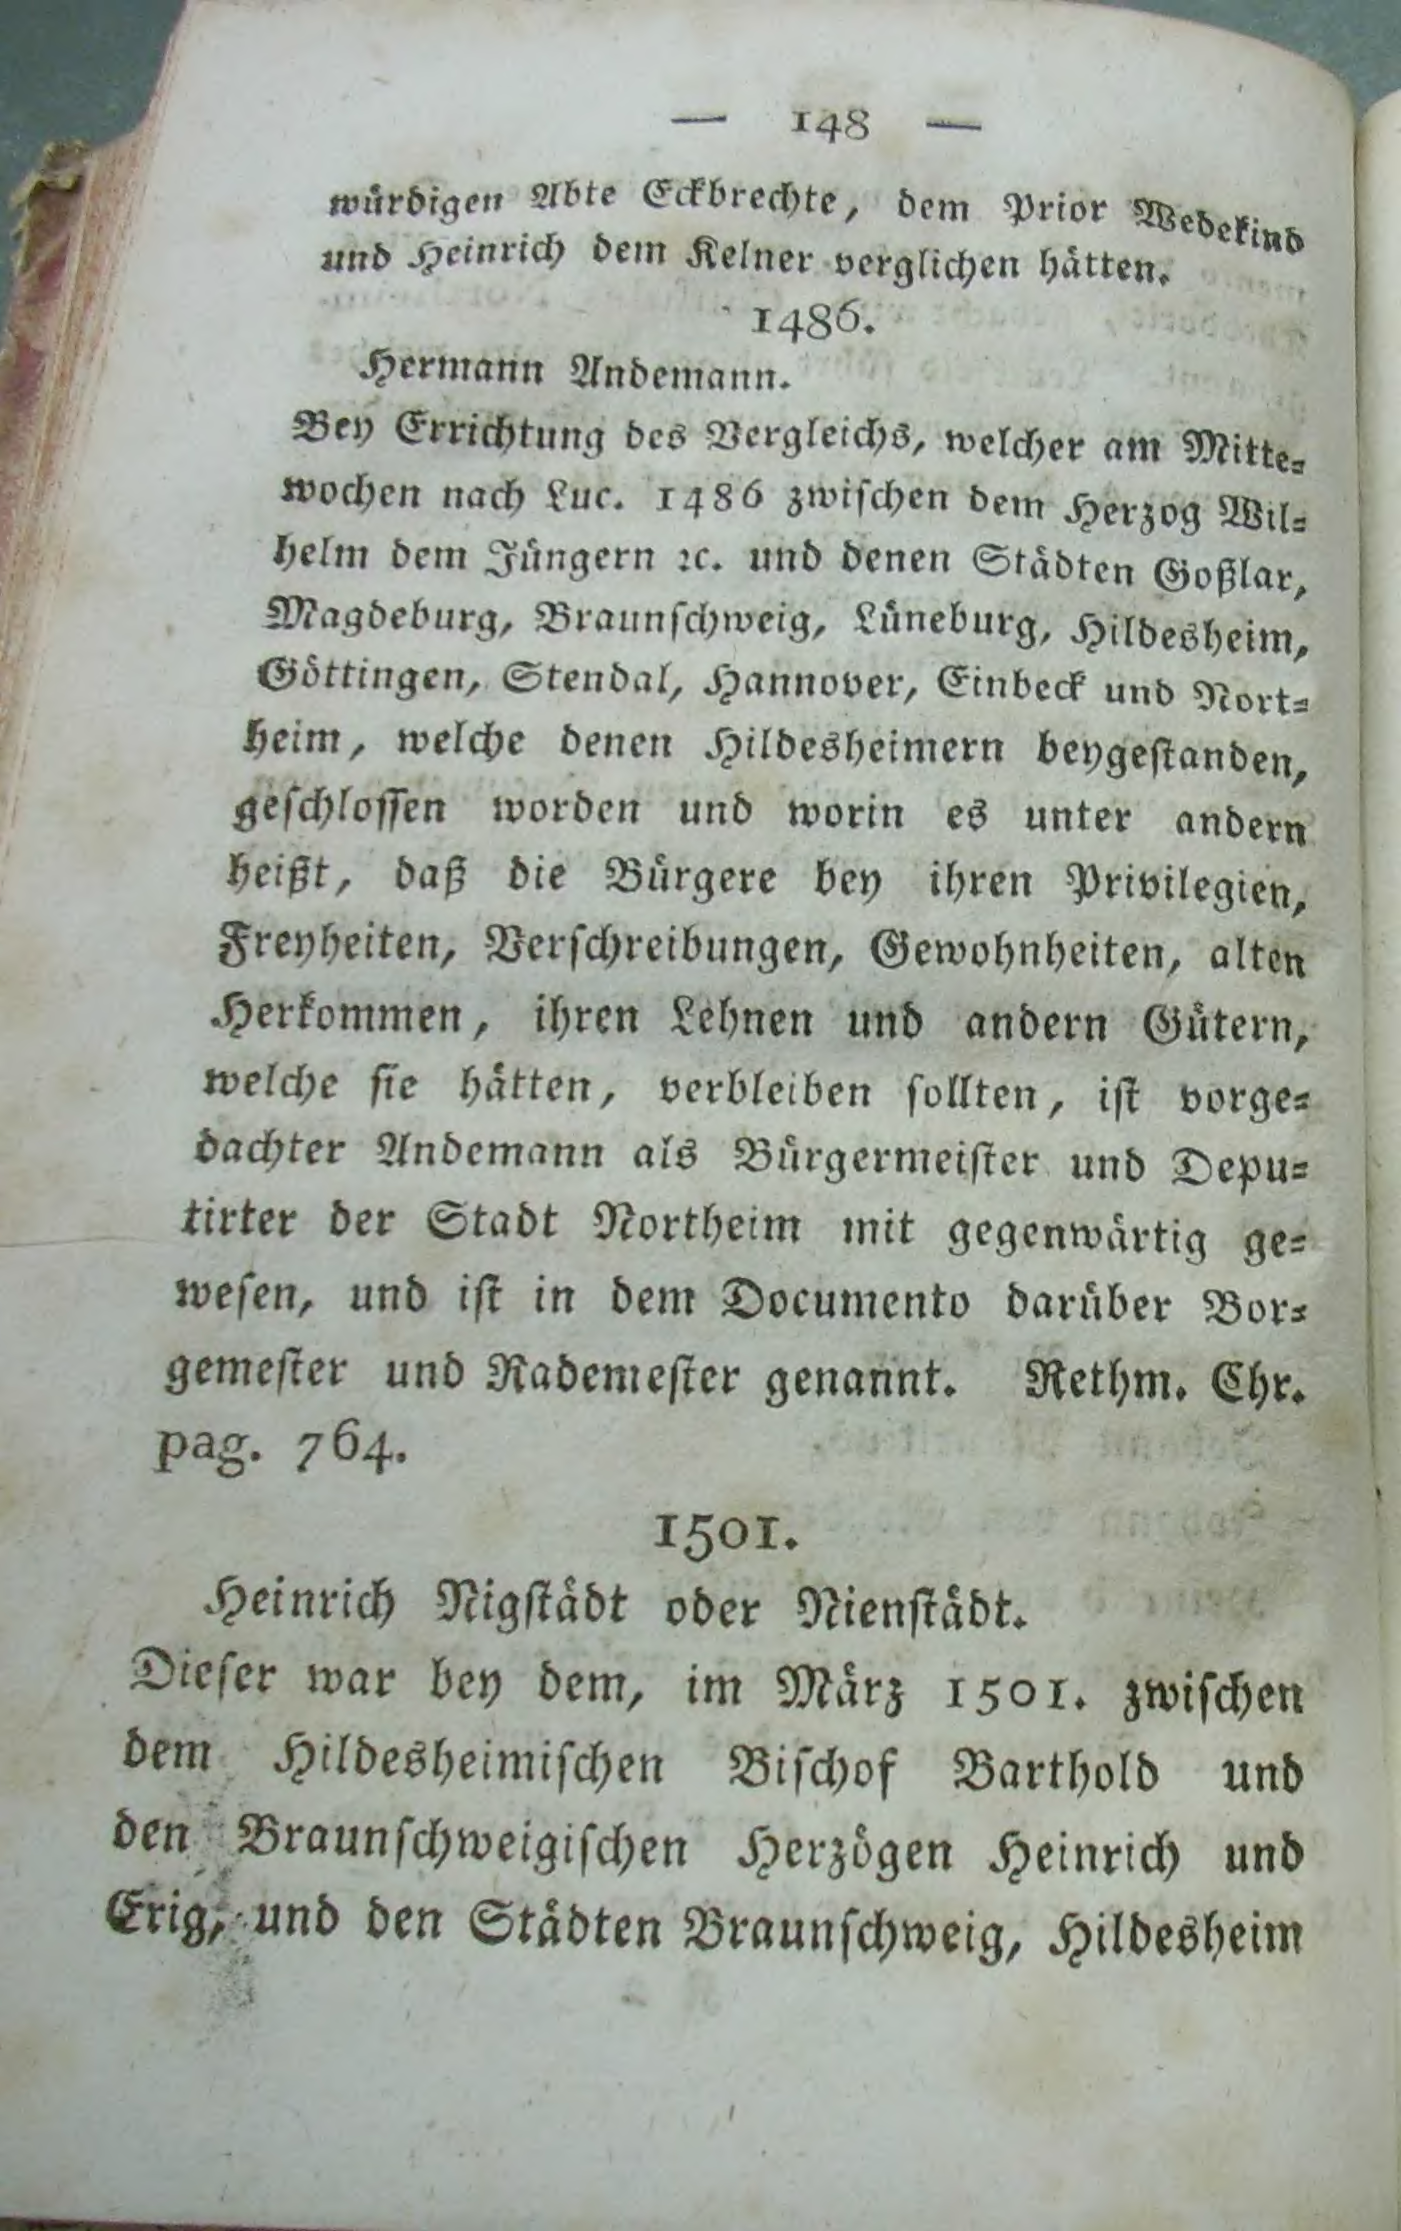 — 148 —
würdigen Abte Eckbrechte, dem Prior Wedekind
und Heinrich dem Kelner verglichen hätten.
1486.
Hermann Andemann.
Bey Errichtung des Vergleichs, welcher am Mitte=
wochen nach Luc. 1486 zwischen dem Herzog Wil=
helm dem Jüngern ꝛc. und denen Städten Goßlar,
Magdeburg, Braunschweig, Lüneburg, Hildesheim,
Göttingen, Stendal, Hannover, Einbeck und Nort=
heim, welche denen Hildesheimern beygestanden,
geschlossen worden und worin es unter andern
heißt, daß die Bürgere bey ihren Privilegien,
Freyheiten, Verschreibungen, Gewohnheiten, alten
Herkommen, ihren Lehnen und andern Gütern,
welche sie hätten, verbleiben sollten, ist vorge=
dachter Andemann als Bürgermeister und Depu=
tirter der Stadt Northeim mit gegenwärtig ge=
wesen, und ist in dem Documento darüber Bor=
gemester und Rademester genannt. Rethm. Chr.
pag. 764.
1501.
Heinrich Nigstädt oder Nienstädt.
Dieser war bey dem, im März 1501. zwischen
dem Hildesheimischen Bischof Barthold und
den Braunschweigischen Herzögen Heinrich und
Erig, und den Städten Braunschweig, Hildesheim